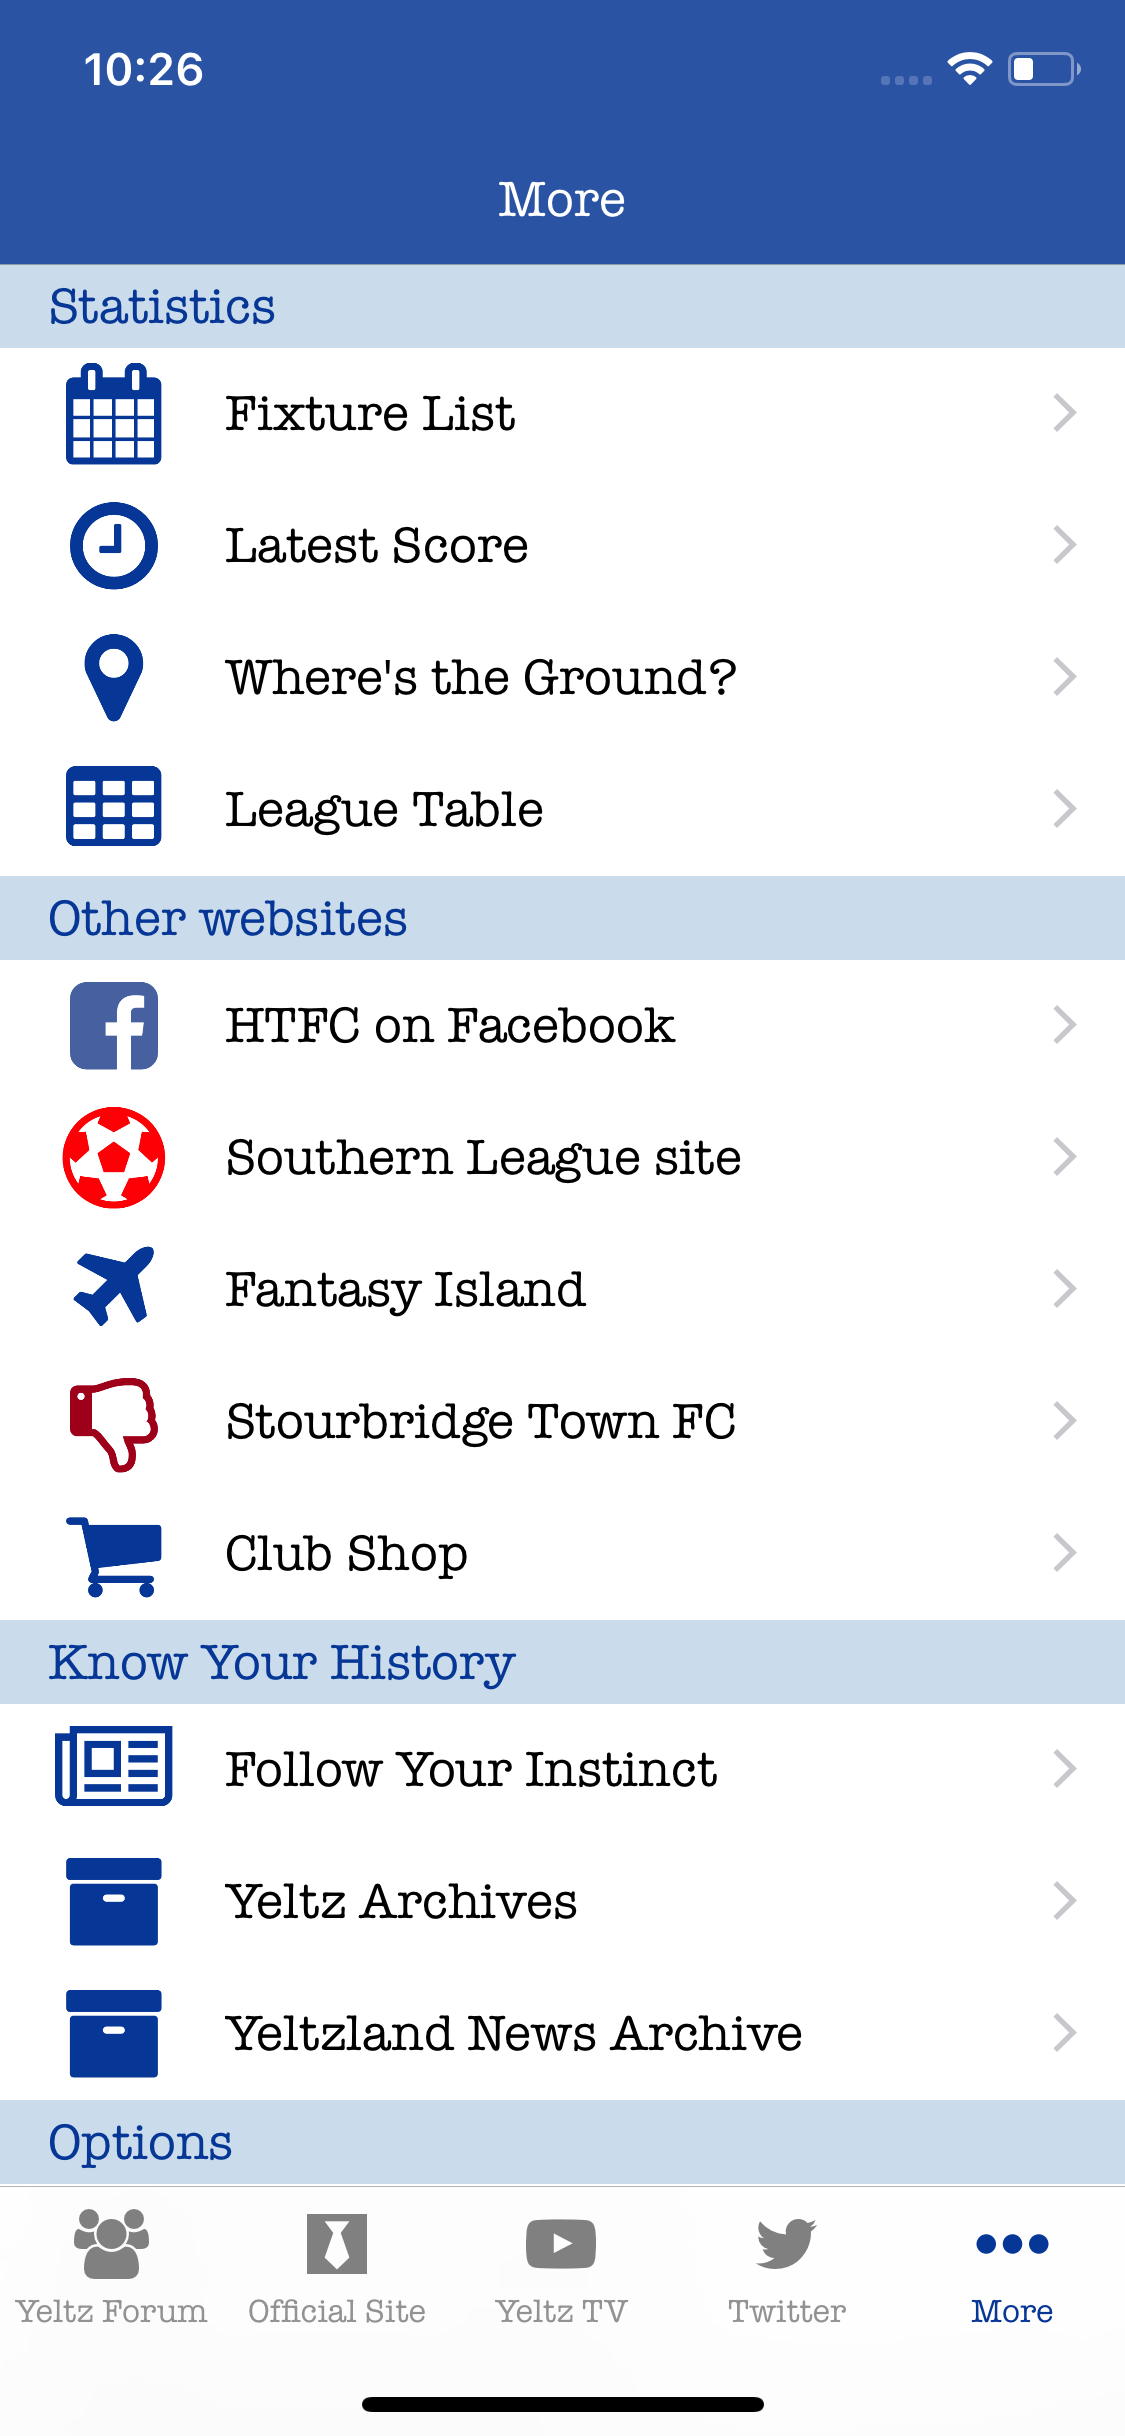 10:26
More
Statistics
Fixture List
Latest Score
Where's the Ground?
League Table
Other websites
HTFC on Facebook
Southern League site
Fantasy Island
Stourbridge Town FC
Club Shop
Know Your History
Follow Your Instinct
Yeltz Archives
Yeltzland News Archive
Options
Yeltz Forum
Official Site
Yeltz TV
Twitter
More